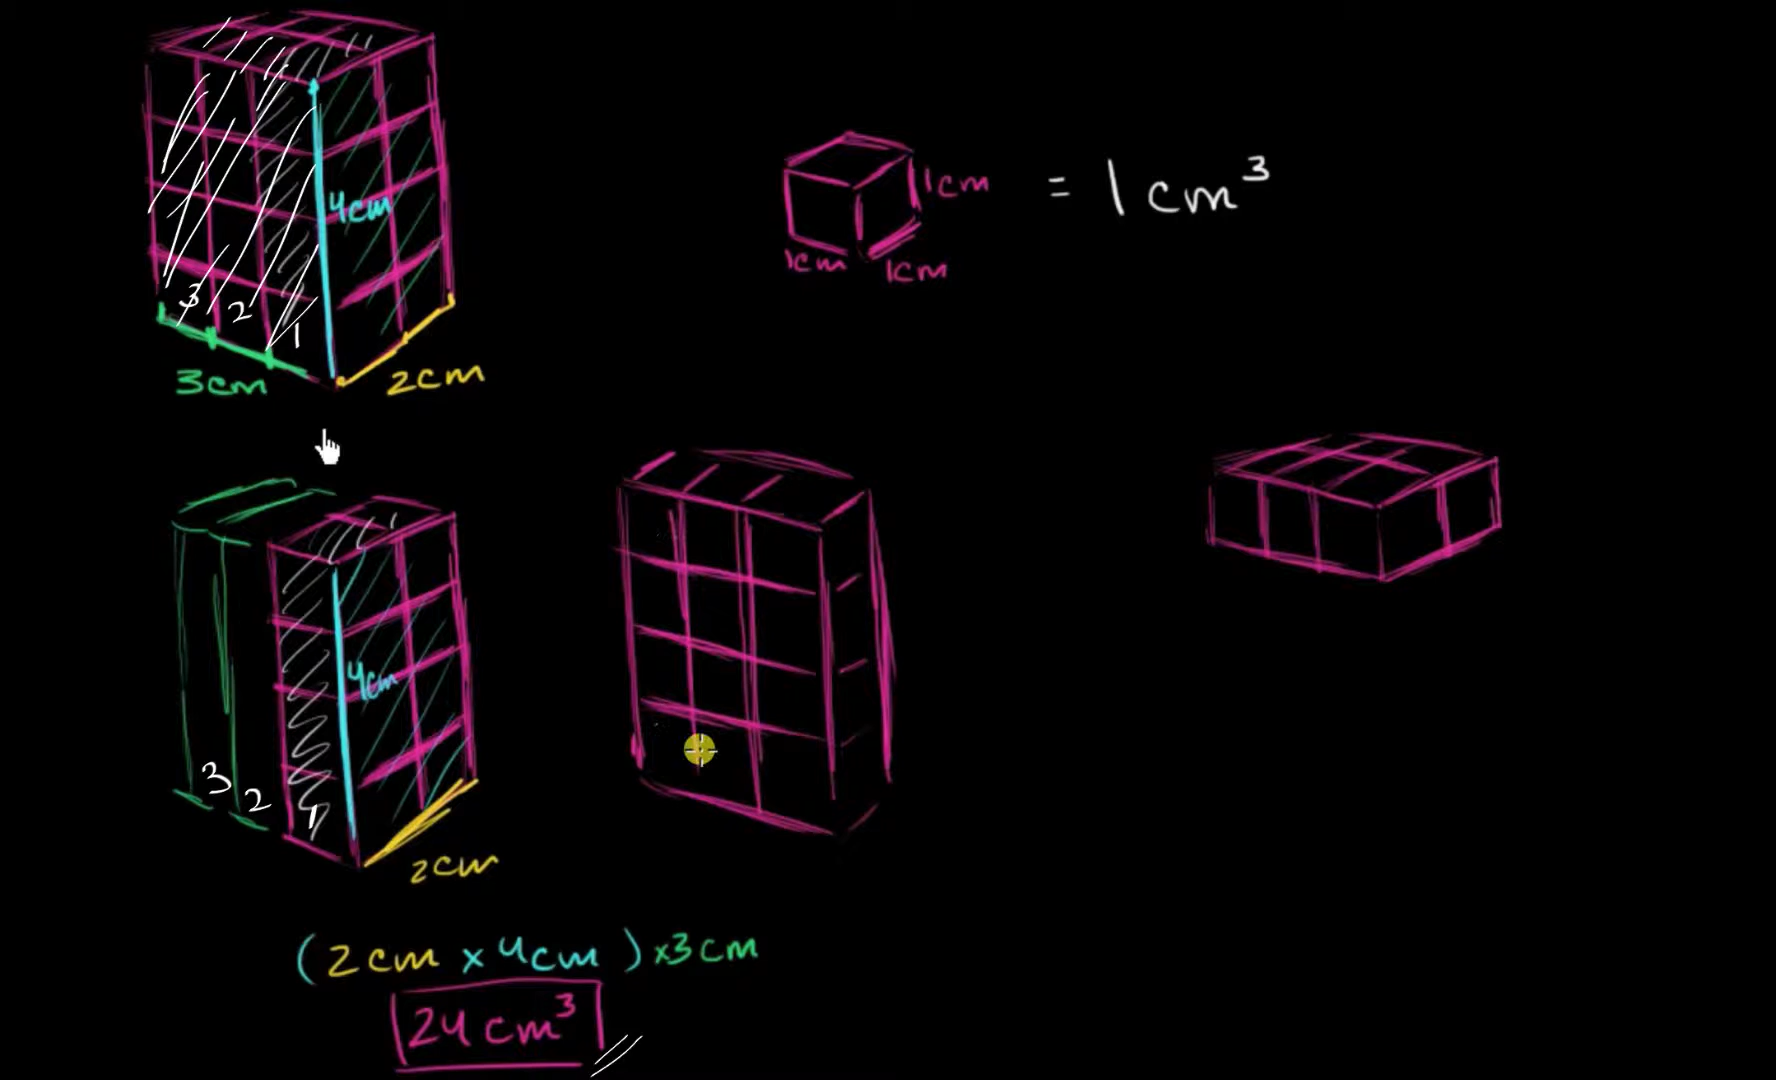 4cm
3 2 1
3cm
2cm
1cm
1cm
1cm
= 1 cm³
4cm
3 2 1
2cm
(2cm x 4cm) x3cm
24 cm³